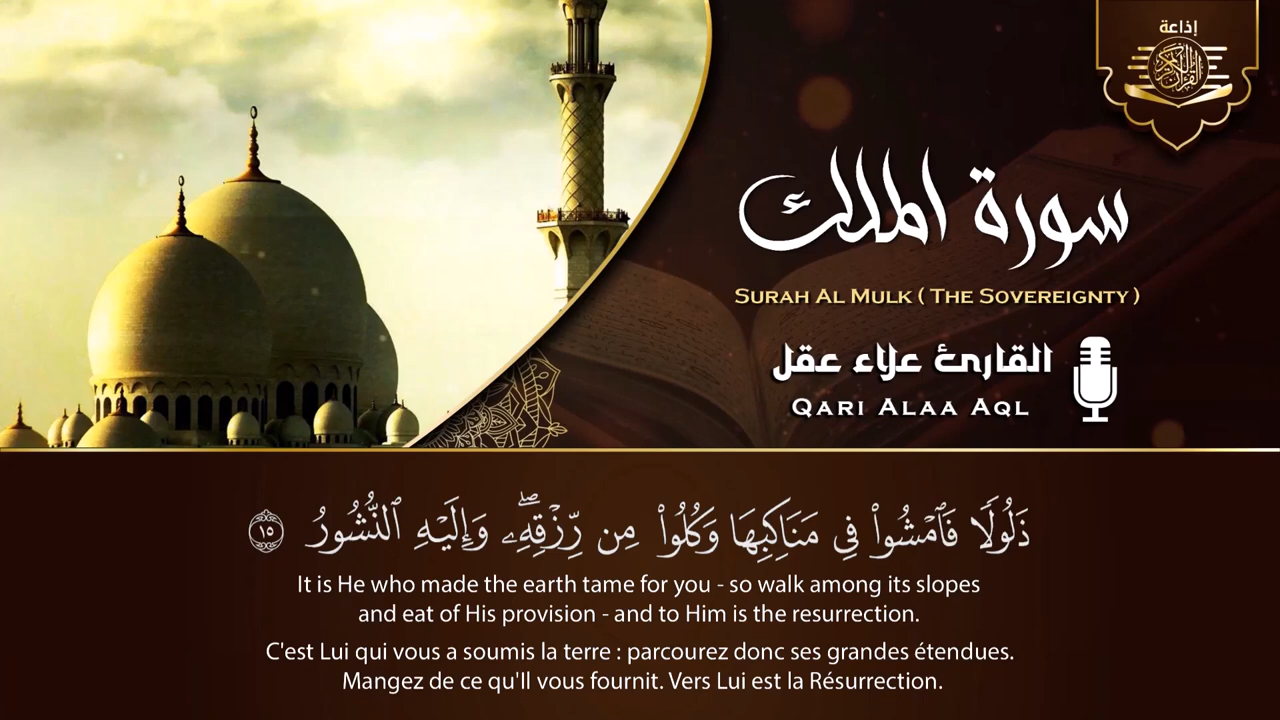 إذاعة
القرآن الكريم
سورة الملك
SURAH AL MULK ( THE SOVEREIGNTY )
القارئ علاء عقل
QARI ALAA AQL
ذَلُولًا فَٱمْشُوا۟ فِى مَنَاكِبِهَا وَكُلُوا۟ مِن رِّزْقِهِۦ ۖ وَإِلَيْهِ ٱلنُّشُورُ ١٥
It is He who made the earth tame for you - so walk among its slopes
and eat of His provision - and to Him is the resurrection.
C'est Lui qui vous a soumis la terre : parcourez donc ses grandes étendues.
Mangez de ce qu'Il vous fournit. Vers Lui est la Résurrection.